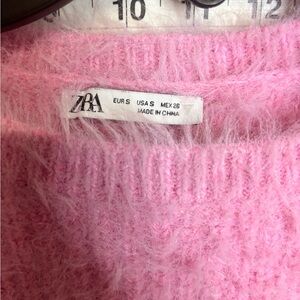 10 11 12
ZARA
EUR S USA S MEX 26
MADE IN CHINA